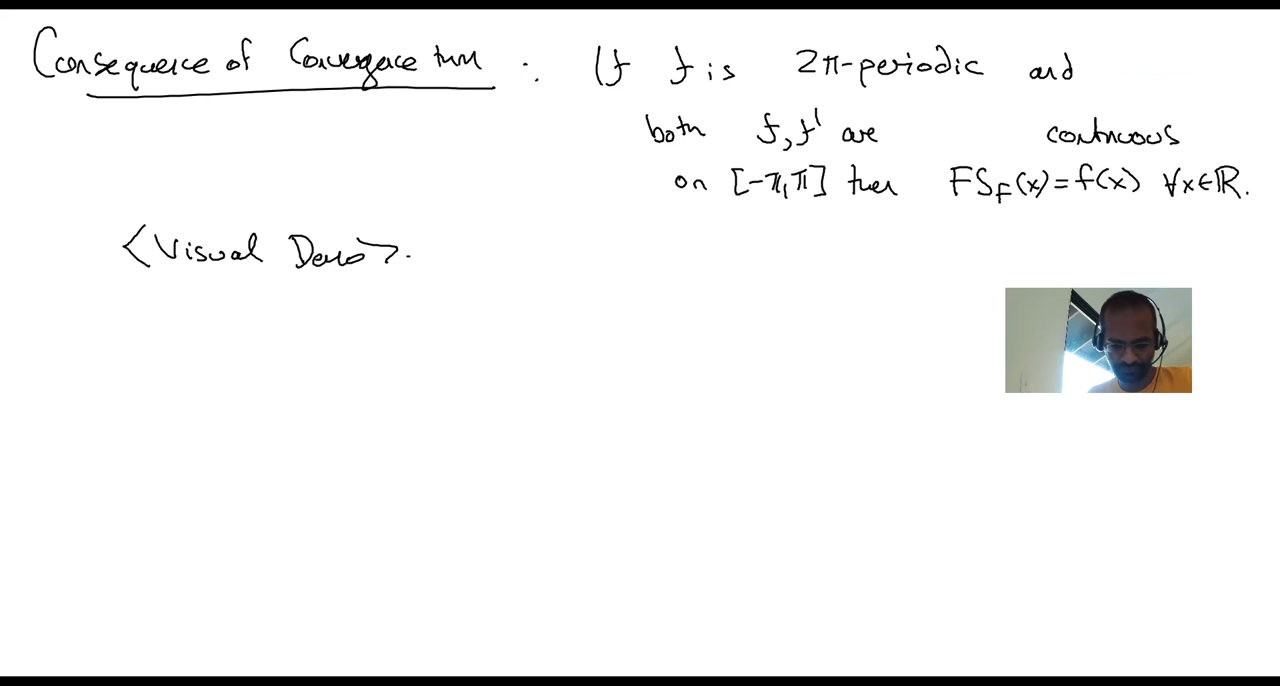 Consequence of Convergence thm : If f is 2π-periodic and
both f, f' are continuous
on [-π, π] then FS_f(x) = f(x) ∀x∈ℝ.
<Visual Demo>.